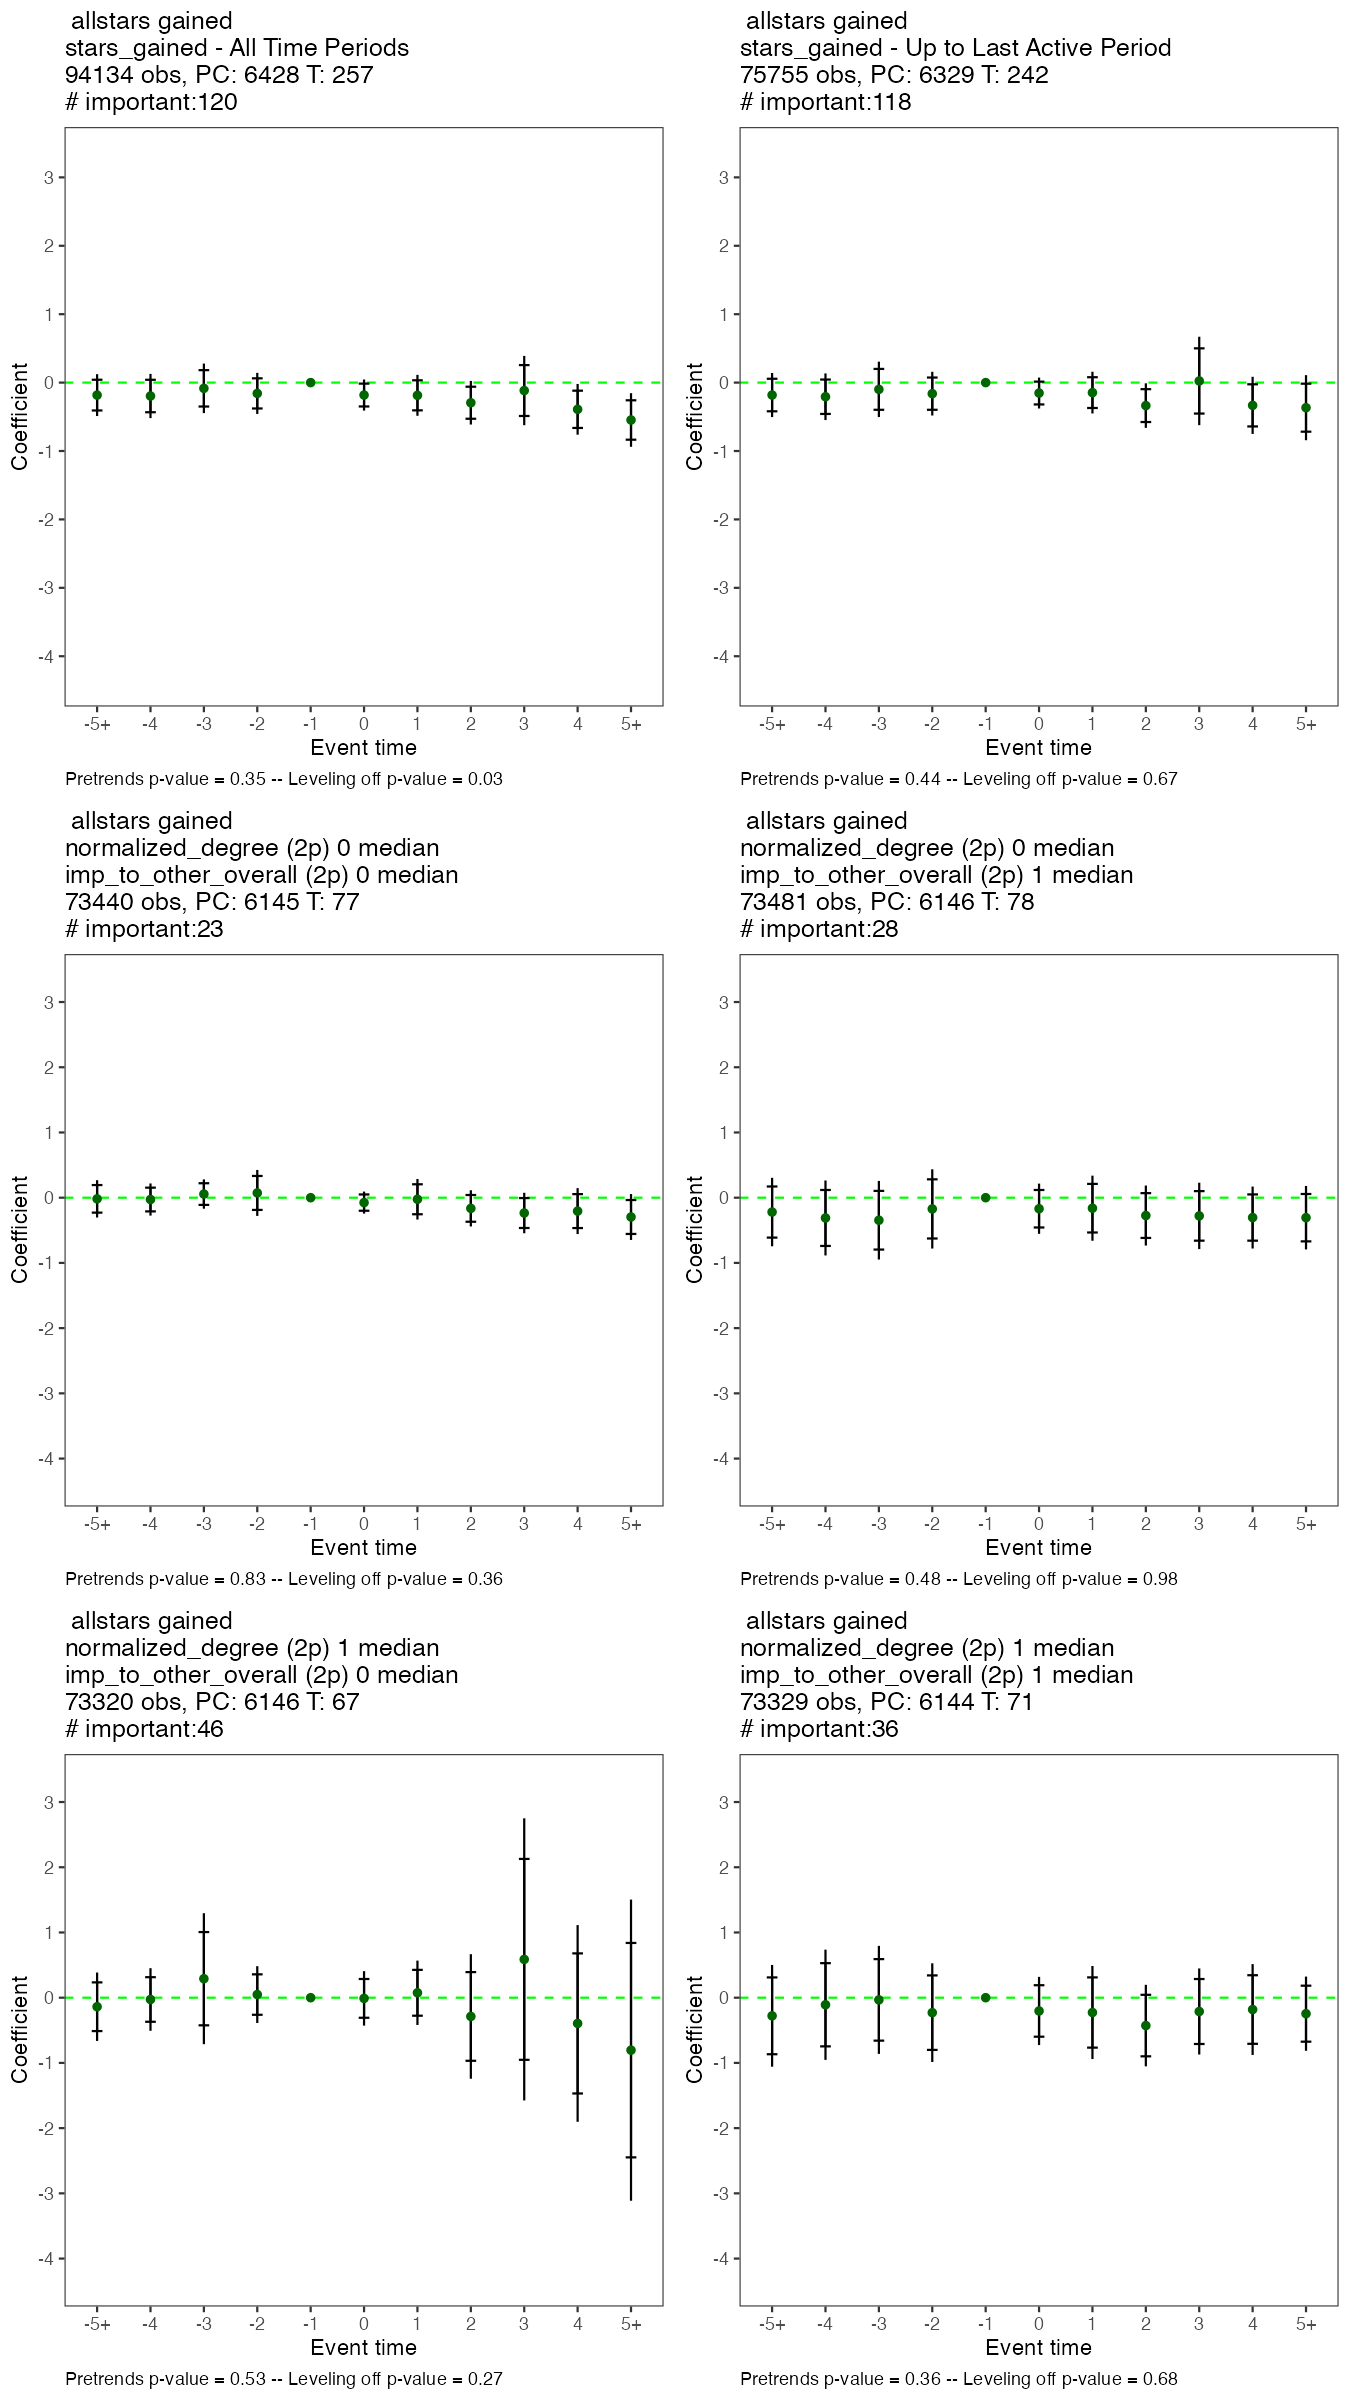 allstars gained
stars_gained - All Time Periods
94134 obs, PC: 6428 T: 257
# important:120
3
2
1
0
-1
-2
-3
-4
Coefficient
-5+ -4 -3 -2 -1 0 1 2 3 4 5+
Event time
Pretrends p-value = 0.35 -- Leveling off p-value = 0.03
allstars gained
stars_gained - Up to Last Active Period
75755 obs, PC: 6329 T: 242
# important:118
3
2
1
0
-1
-2
-3
-4
Coefficient
-5+ -4 -3 -2 -1 0 1 2 3 4 5+
Event time
Pretrends p-value = 0.44 -- Leveling off p-value = 0.67
allstars gained
normalized_degree (2p) 0 median
imp_to_other_overall (2p) 0 median
73440 obs, PC: 6145 T: 77
# important:23
3
2
1
0
-1
-2
-3
-4
Coefficient
-5+ -4 -3 -2 -1 0 1 2 3 4 5+
Event time
Pretrends p-value = 0.83 -- Leveling off p-value = 0.36
allstars gained
normalized_degree (2p) 0 median
imp_to_other_overall (2p) 1 median
73481 obs, PC: 6146 T: 78
# important:28
3
2
1
0
-1
-2
-3
-4
Coefficient
-5+ -4 -3 -2 -1 0 1 2 3 4 5+
Event time
Pretrends p-value = 0.48 -- Leveling off p-value = 0.98
allstars gained
normalized_degree (2p) 1 median
imp_to_other_overall (2p) 0 median
73320 obs, PC: 6146 T: 67
# important:46
3
2
1
0
-1
-2
-3
-4
Coefficient
-5+ -4 -3 -2 -1 0 1 2 3 4 5+
Event time
Pretrends p-value = 0.53 -- Leveling off p-value = 0.27
allstars gained
normalized_degree (2p) 1 median
imp_to_other_overall (2p) 1 median
73329 obs, PC: 6144 T: 71
# important:36
3
2
1
0
-1
-2
-3
-4
Coefficient
-5+ -4 -3 -2 -1 0 1 2 3 4 5+
Event time
Pretrends p-value = 0.36 -- Leveling off p-value = 0.68